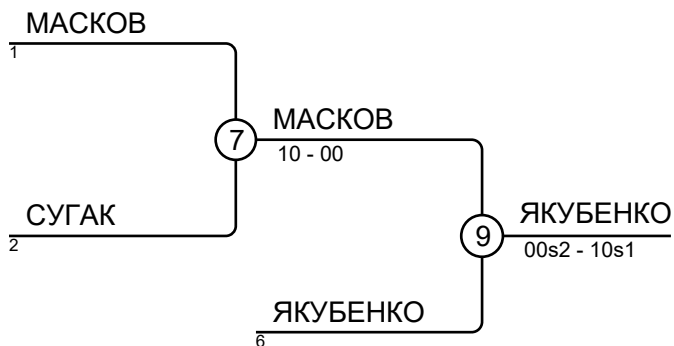 МАСКОВ
1
7
МАСКОВ
10 - 00
СУГАК
2
9
ЯКУБЕНКО
00s2 - 10s1
ЯКУБЕНКО
6